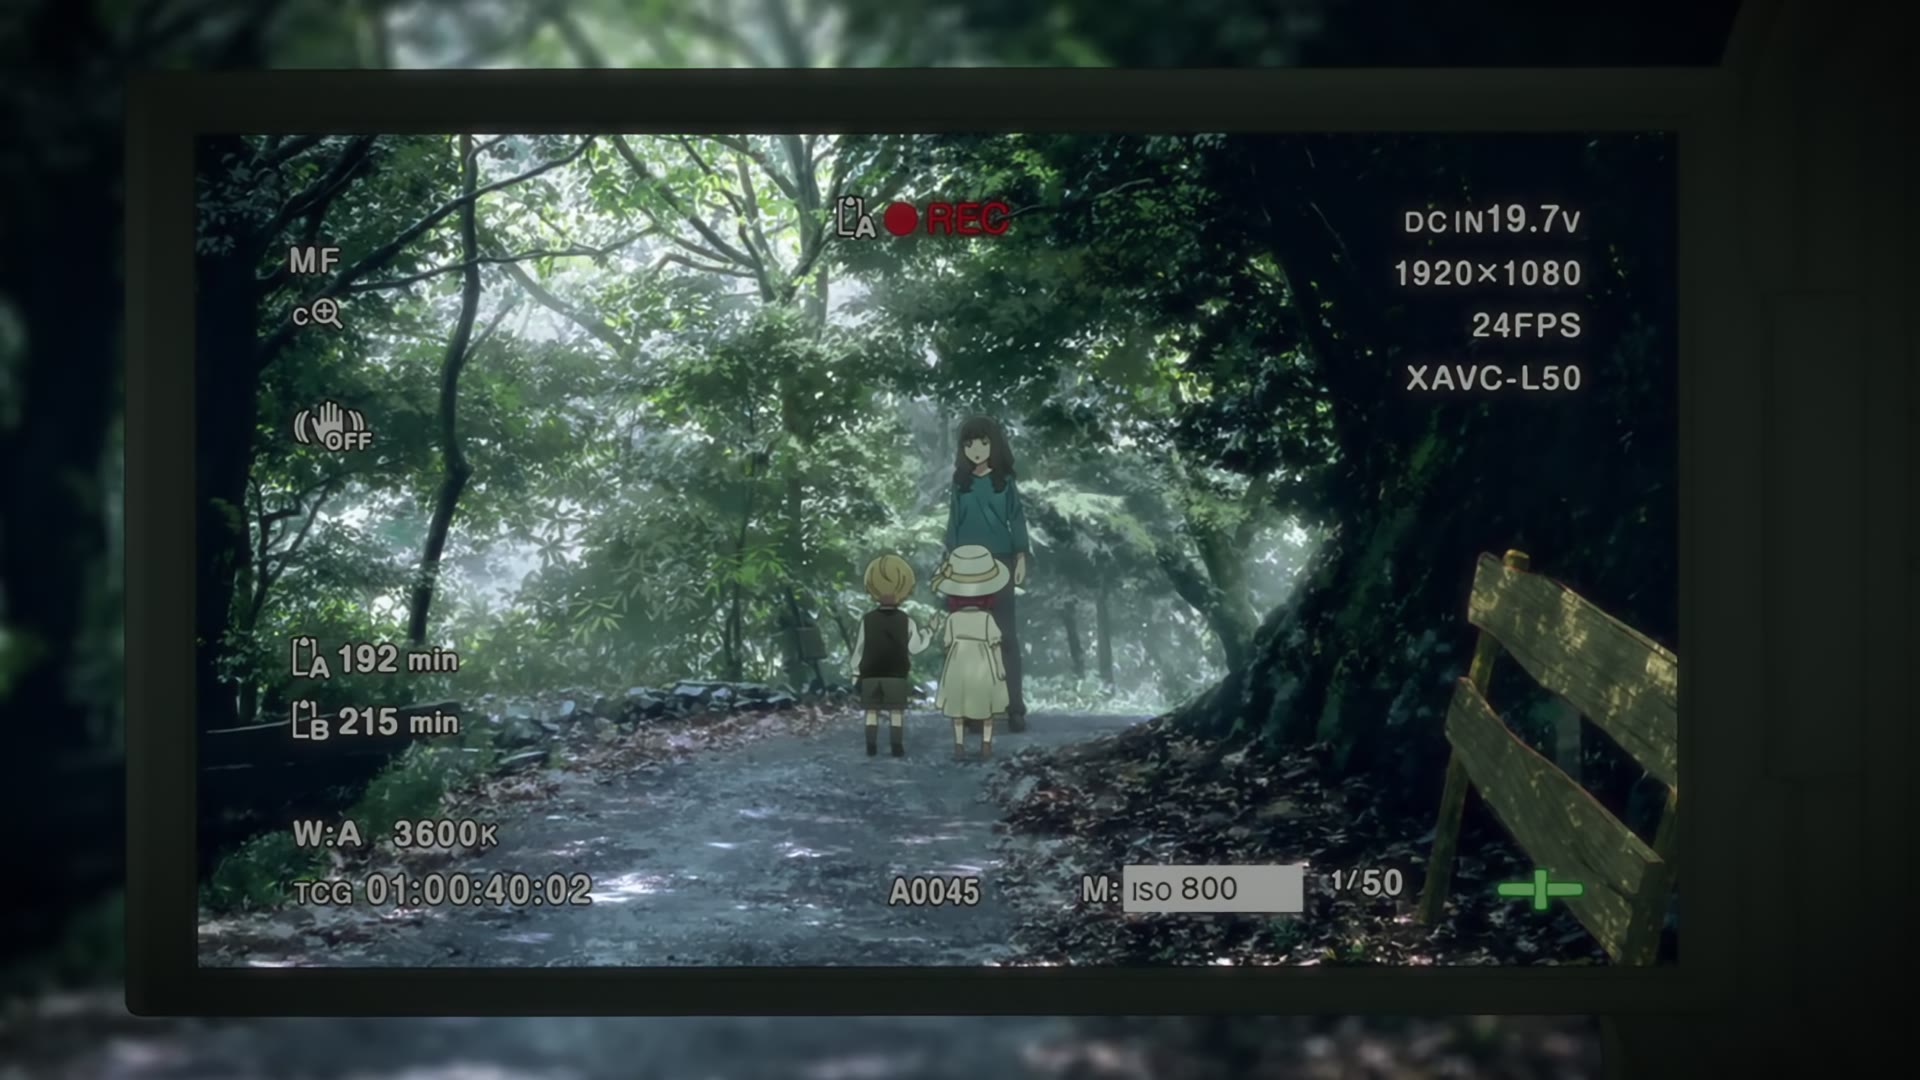 A REC
DC IN 19.7V
MF
1920×1080
C
24FPS
XAVC-L50
OFF
A 192 min
B 215 min
W:A 3600K
TCG 01:00:40:02
A0045
M: ISO 800
1/50